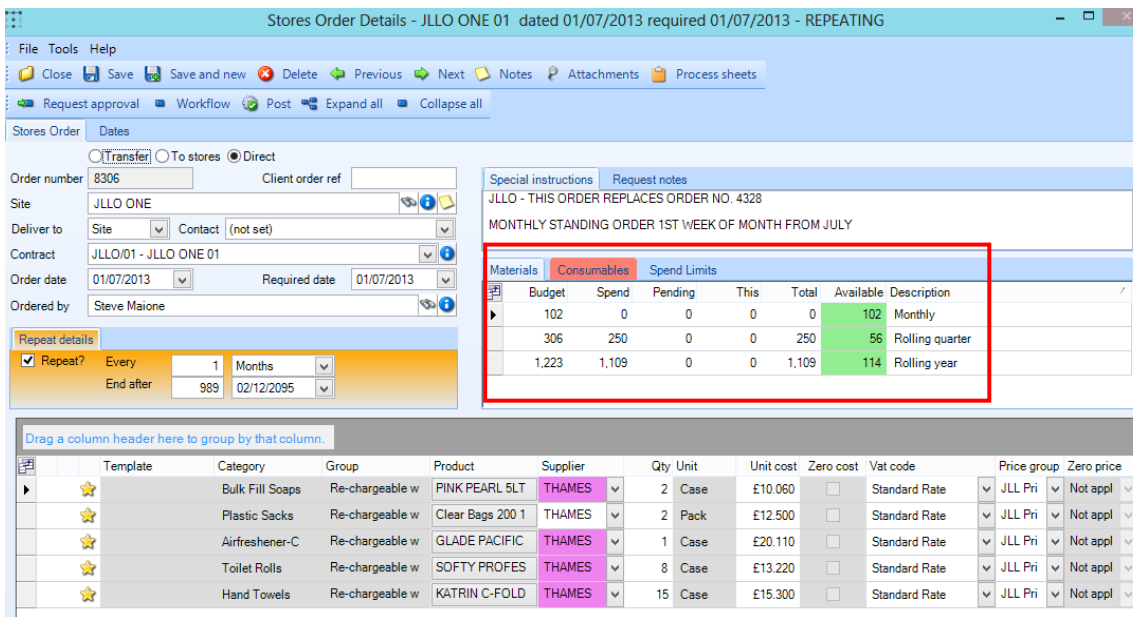 Stores Order Details - JLLO ONE 01 dated 01/07/2013 required 01/07/2013 - REPEATING
File Tools Help
Close Save Save and new Delete Previous Next Notes Attachments Process sheets
Request approval Workflow Post Expand all Collapse all
Stores Order Dates
Transfer To stores Direct
Order number 8306 Client order ref
Site JLLO ONE
Deliver to Site Contact (not set)
Contract JLLO/01 - JLLO ONE 01
Order date 01/07/2013 Required date 01/07/2013
Ordered by Steve Maione
Repeat details
Repeat? Every 1 Months
End after 989 02/12/2095
Special instructions Request notes
JLLO - THIS ORDER REPLACES ORDER NO. 4328
MONTHLY STANDING ORDER 1ST WEEK OF MONTH FROM JULY
Materials Consumables Spend Limits
Budget Spend Pending This Total Available Description
102 0 0 0 0 102 Monthly
306 250 0 0 250 56 Rolling quarter
1,223 1,109 0 0 1,109 114 Rolling year
Drag a column header here to group by that column.
Template Category Group Product Supplier Qty Unit Unit cost Zero cost Vat code Price group Zero price
Bulk Fill Soaps Re-chargeable w PINK PEARL 5LT THAMES 2 Case £10.060 Standard Rate JLL Pri Not appl
Plastic Sacks Re-chargeable w Clear Bags 200 1 THAMES 2 Pack £12.500 Standard Rate JLL Pri Not appl
Airfreshener-C Re-chargeable w GLADE PACIFIC THAMES 1 Case £20.110 Standard Rate JLL Pri Not appl
Toilet Rolls Re-chargeable w SOFTY PROFES THAMES 8 Case £13.220 Standard Rate JLL Pri Not appl
Hand Towels Re-chargeable w KATRIN C-FOLD THAMES 15 Case £15.300 Standard Rate JLL Pri Not appl